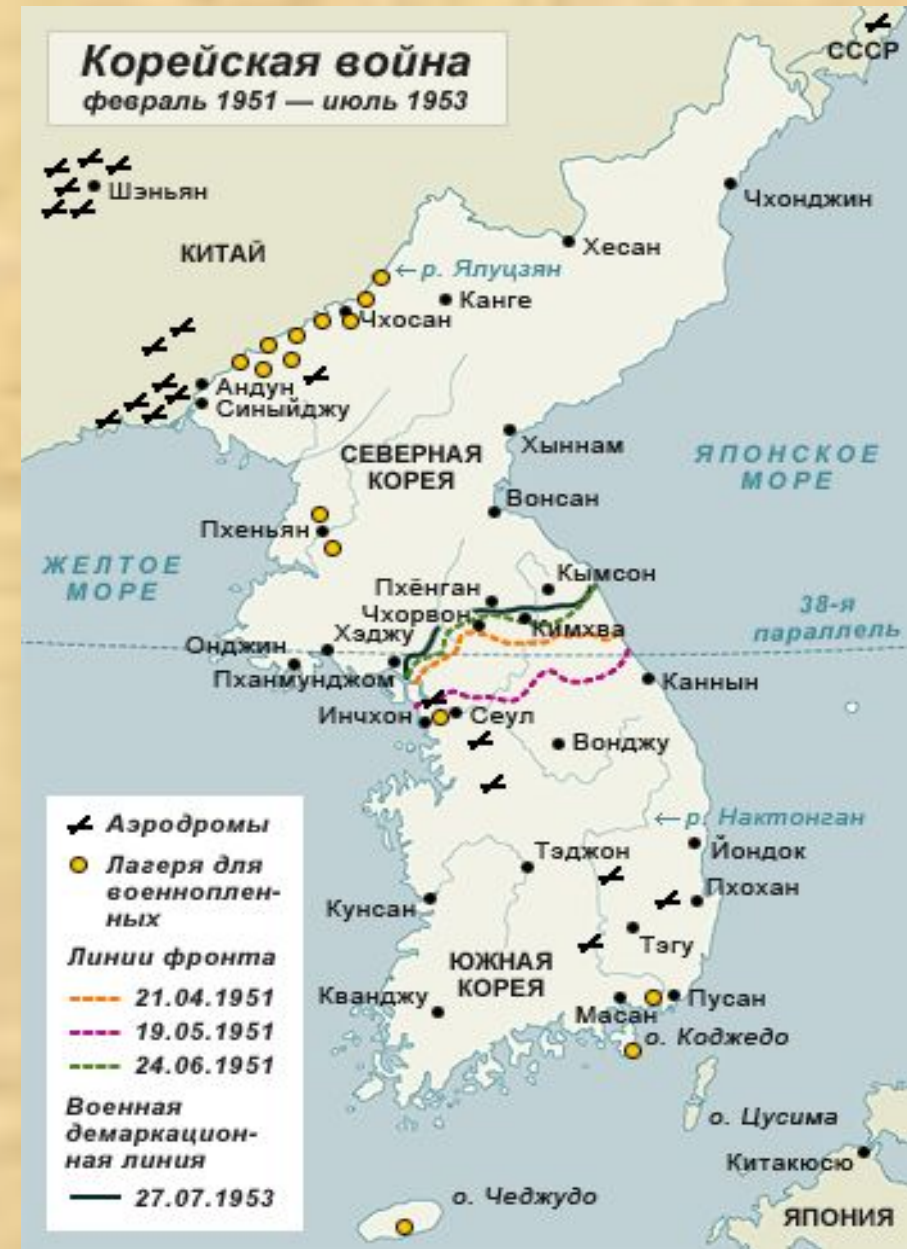 Корейская война
февраль 1951 — июль 1953
СССР
Шэньян
Чхонджин
КИТАЙ
Хесан
←р. Ялуцзян
Канге
Чхосан
Андун
Синыйджу
Хыннам
СЕВЕРНАЯ
КОРЕЯ
ЯПОНСКОЕ
МОРЕ
Вонсан
Пхеньян
ЖЕЛТОЕ
МОРЕ
Кымсон
Пхёнган
Чхорвон
Кимхва
38-я
параллель
Хэджу
Онджин
Пханмунджом
Каннын
Инчхон
Сеул
Вонджу
←р. Нактонган
Йондок
Тэджон
Пхохан
Кунсан
Тэгу
ЮЖНАЯ
КОРЕЯ
Кванджу
Масан
Пусан
о. Коджедо
о. Цусима
Китакюсю
о. Чеджудо
ЯПОНИЯ
Аэродромы
Лагеря для
военноплен-
ных
Линии фронта
21.04.1951
19.05.1951
24.06.1951
Военная
демаркацион-
ная линия
27.07.1953